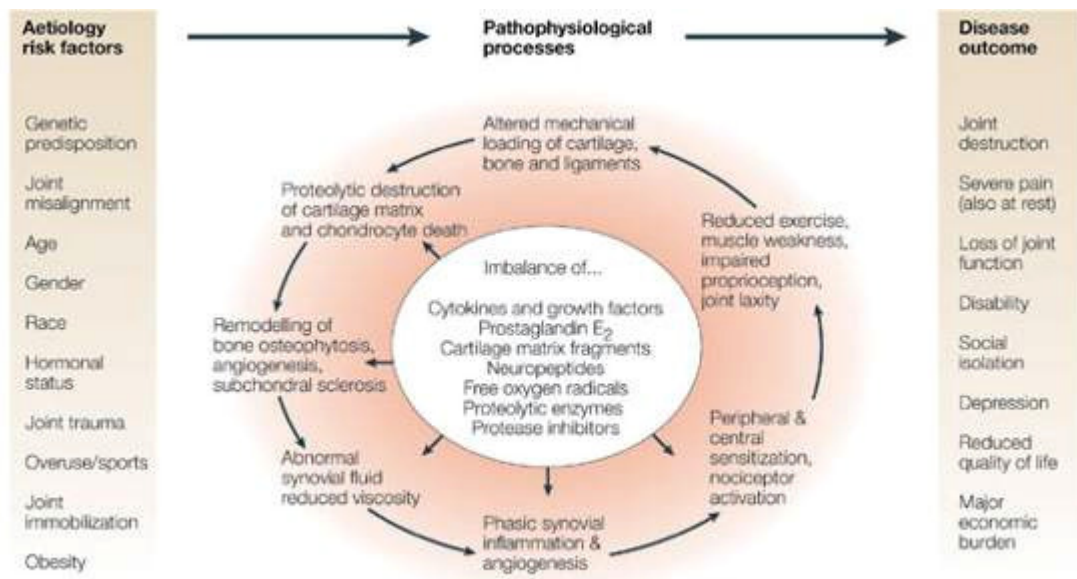 Aetiology
risk factors
Pathophysiological
processes
Disease
outcome
Genetic
predisposition
Joint
misalignment
Age
Gender
Race
Hormonal
status
Joint trauma
Overuse/sports
Joint
immobilization
Obesity
Altered mechanical
loading of cartilage,
bone and ligaments
Proteolytic destruction
of cartilage matrix
and chondrocyte death
Remodelling of
bone osteophytosis,
angiogenesis,
subchondral sclerosis
Abnormal
synovial fluid
reduced viscosity
Phasic synovial
inflammation &
angiogenesis
Peripheral &
central
sensitization,
nociceptor
activation
Reduced exercise,
muscle weakness,
impaired
proprioception,
joint laxity
Imbalance of...
Cytokines and growth factors
Prostaglandin E2
Cartilage matrix fragments
Neuropeptides
Free oxygen radicals
Proteolytic enzymes
Protease inhibitors
Joint
destruction
Severe pain
(also at rest)
Loss of joint
function
Disability
Social
isolation
Depression
Reduced
quality of life
Major
economic
burden